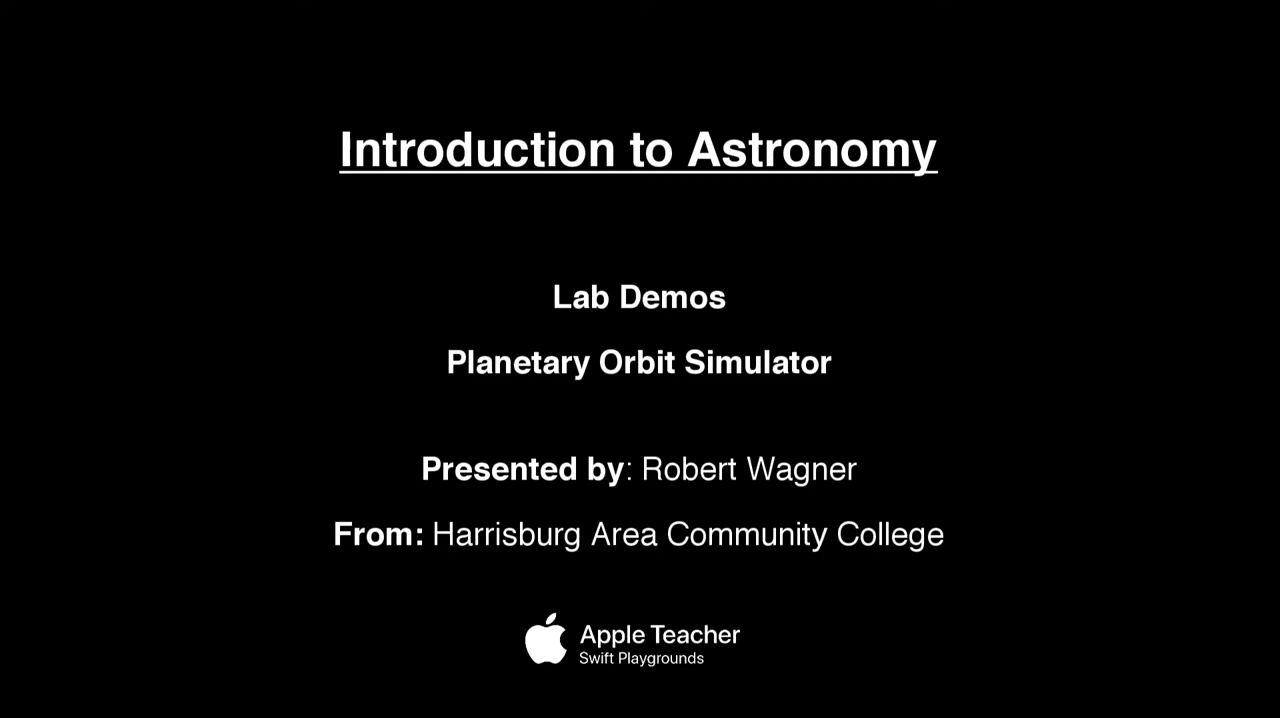 Introduction to Astronomy
Lab Demos
Planetary Orbit Simulator
Presented by: Robert Wagner
From: Harrisburg Area Community College
Apple Teacher
Swift Playgrounds